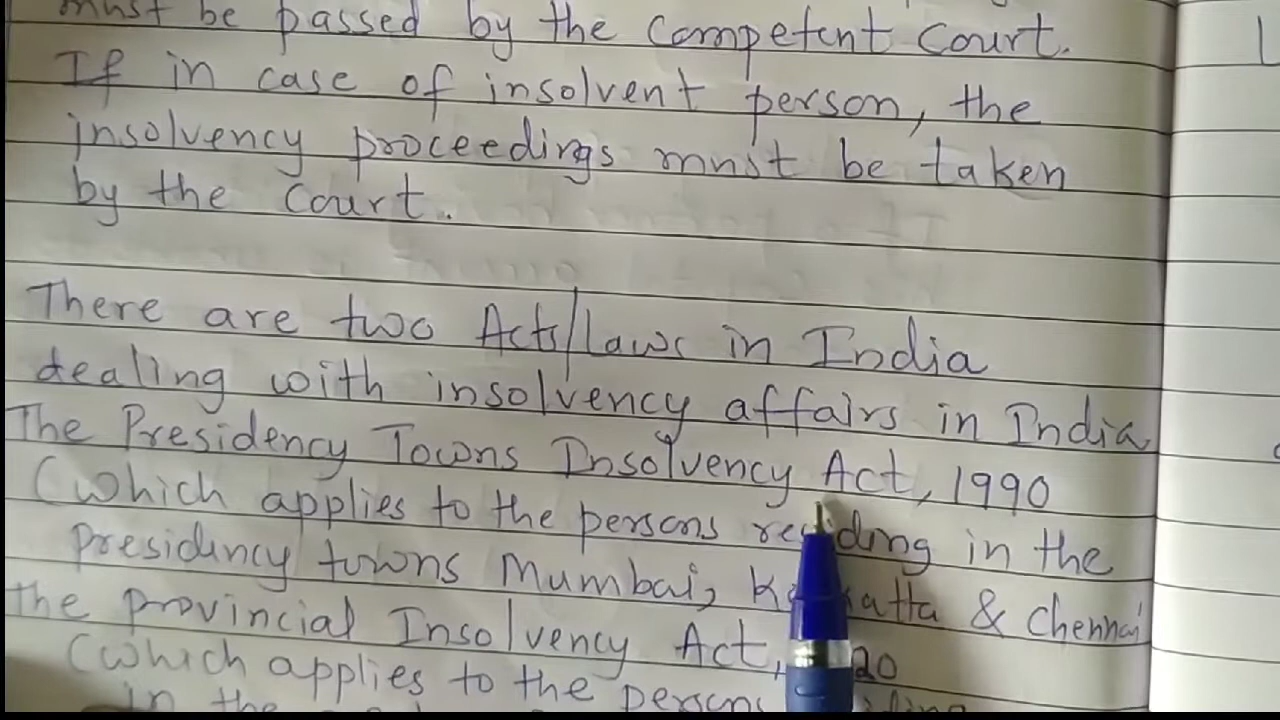 must be passed by the competent court.
If in case of insolvent person, the
insolvency proceedings must be taken
by the court.
There are two Acts/laws in India
dealing with insolvency affairs in India
The Presidency Towns Insolvency Act, 1990
(which applies to the persons residing in the
presidency towns Mumbai, & Chennai
the provincial Insolvency Act, 20
(which applies to the persons
in the